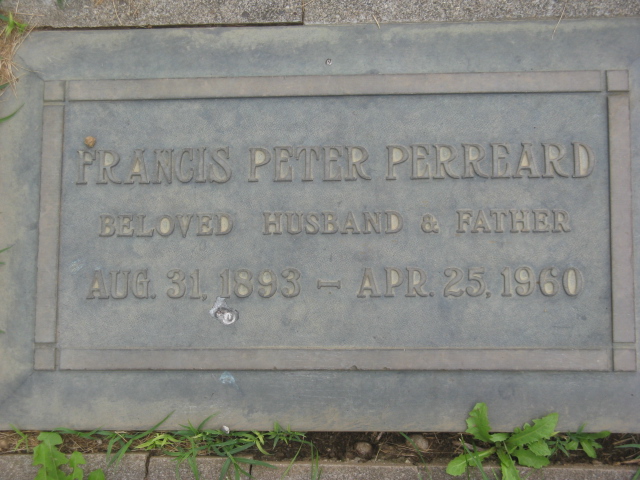 FRANCIS PETER PERREARD
BELOVED HUSBAND & FATHER
AUG. 31, 1893 – APR. 25, 1960